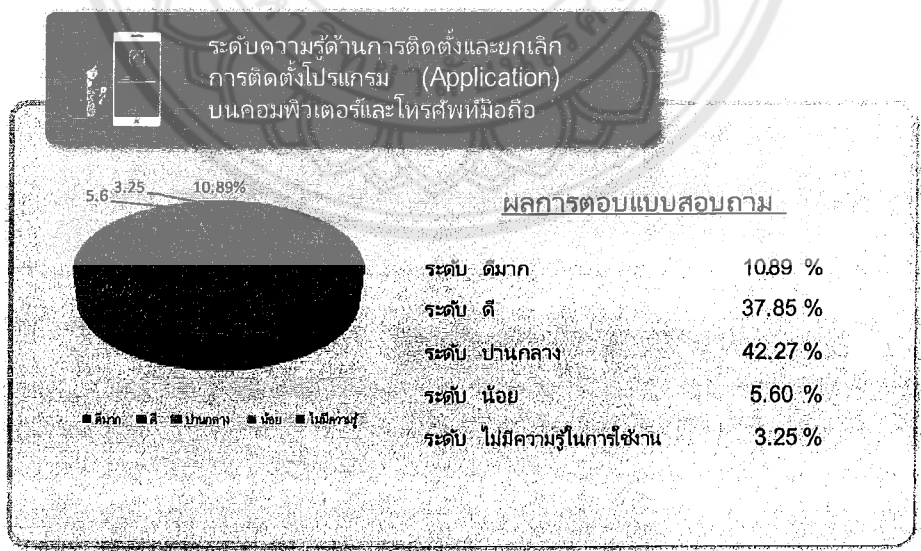 ระดับความรู้ด้านการติดตั้งและยกเลิก
การติดตั้งโปรแกรม (Application)
บนคอมพิวเตอร์และโทรศัพท์มือถือ
5.6 3.25 10.89%
ดีมาก ดี ปานกลาง น้อย ไม่มีความรู้
ผลการตอบแบบสอบถาม
ระดับ ดีมาก 10.89 %
ระดับ ดี 37.85 %
ระดับ ปานกลาง 42.27 %
ระดับ น้อย 5.60 %
ระดับ ไม่มีความรู้ในการใช้งาน 3.25 %